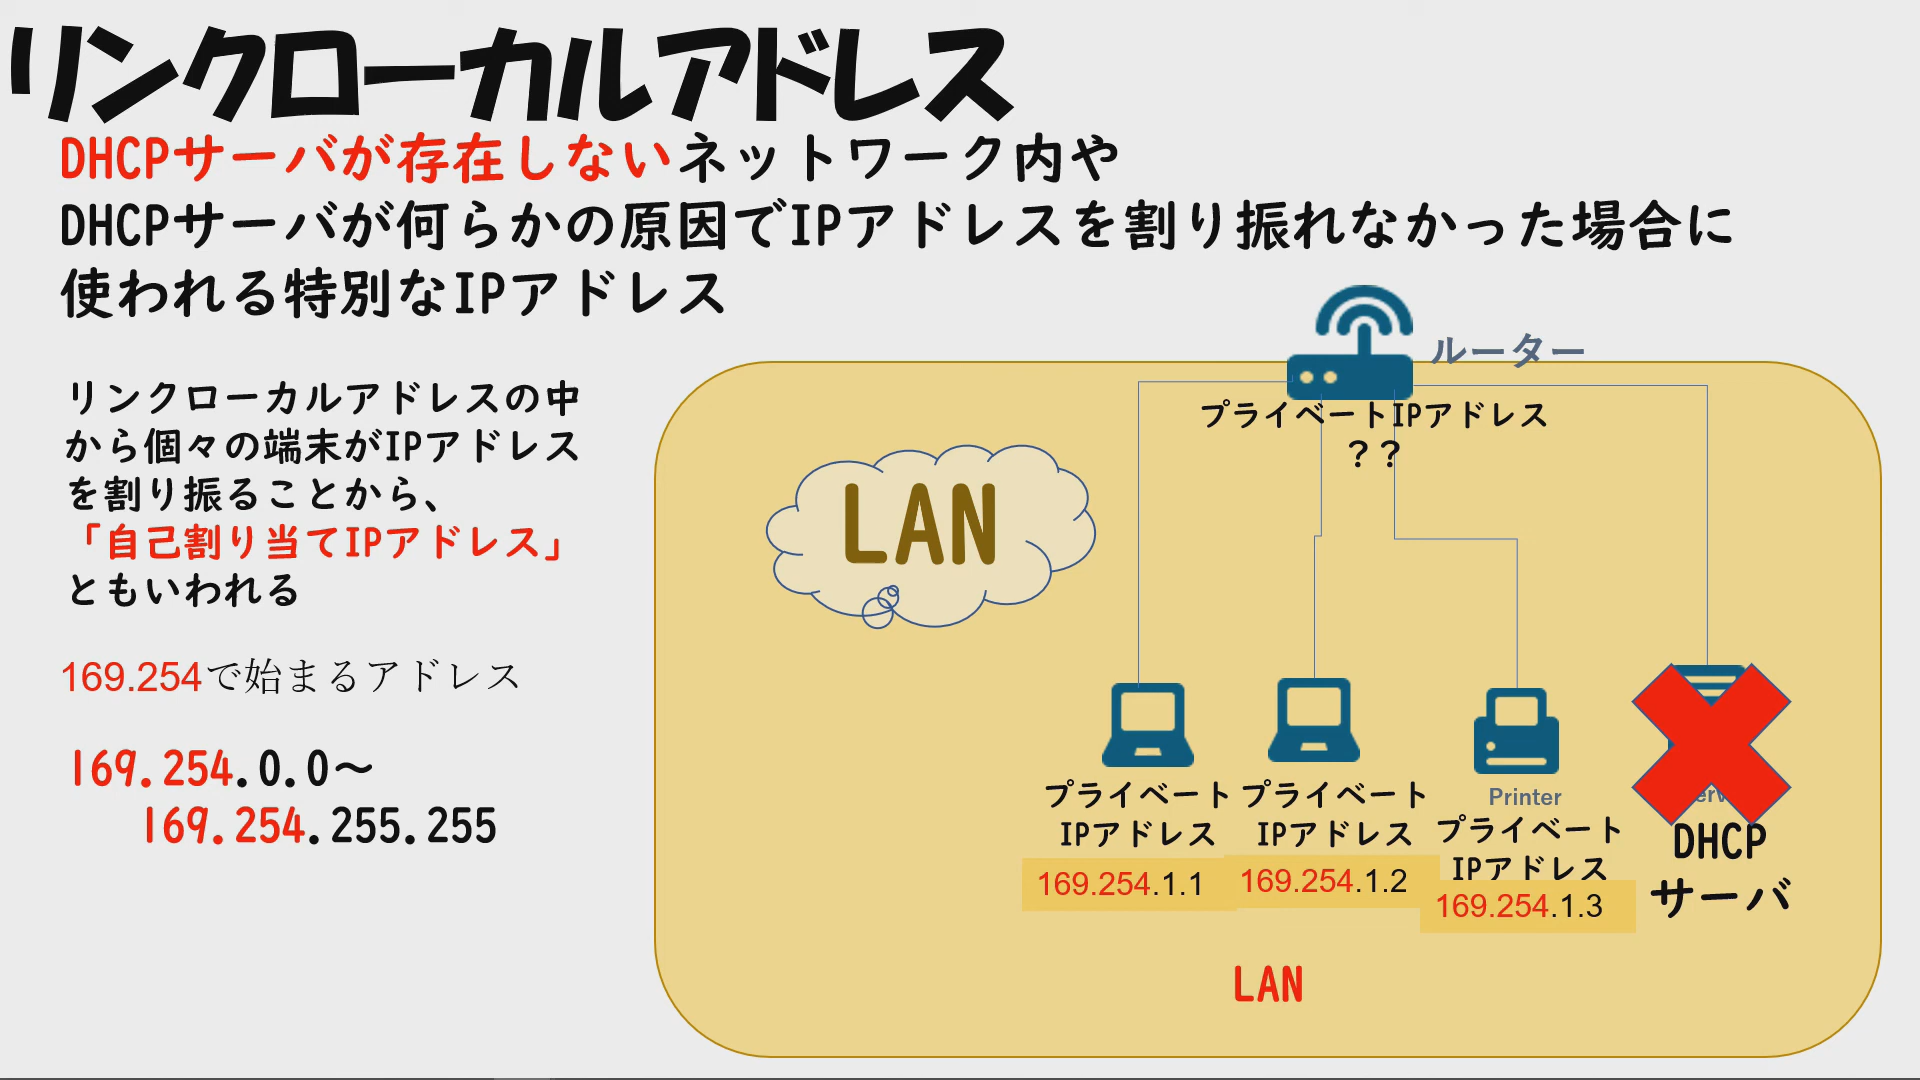 リンクローカルアドレス
DHCPサーバが存在しないネットワーク内や
DHCPサーバが何らかの原因でIPアドレスを割り振れなかった場合に
使われる特別なIPアドレス
リンクローカルアドレスの中
から個々の端末がIPアドレス
を割り振ることから、
「自己割り当てIPアドレス」
ともいわれる
169.254で始まるアドレス
169.254.0.0～
169.254.255.255
ルーター
プライベートIPアドレス
？？
LAN
プライベート
IPアドレス
169.254.1.1
プライベート
IPアドレス
169.254.1.2
Printer
プライベート
IPアドレス
169.254.1.3
DHCP
サーバ
LAN